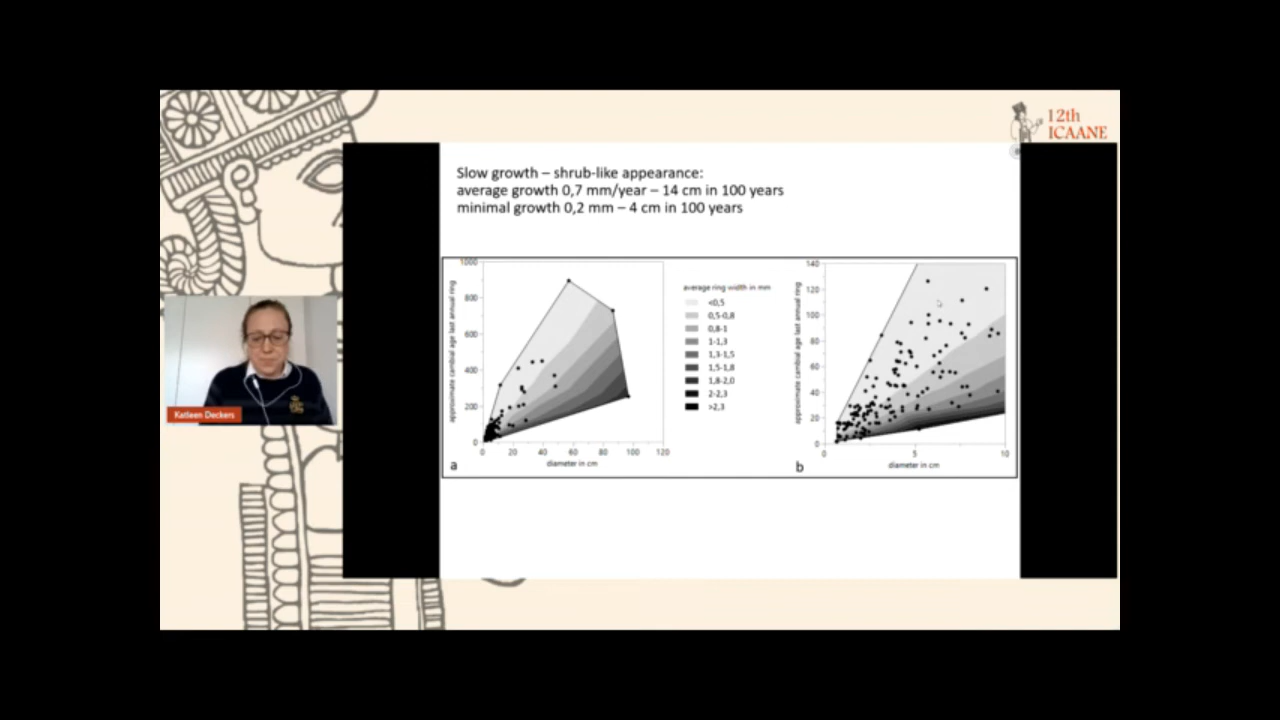 12th
ICAANE
Slow growth – shrub-like appearance:
average growth 0,7 mm/year – 14 cm in 100 years
minimal growth 0,2 mm – 4 cm in 100 years
approximate cambial age last annual ring
1000
800
600
400
200
0
0 20 40 60 80 100 120
diameter in cm
a
average ring width in mm
<0,5
0,5-0,8
0,8-1
1-1,3
1,3-1,5
1,5-1,8
1,8-2,0
2-2,3
>2,3
approximate cambial age last annual ring
140
120
100
80
60
40
20
0
0 5 10
diameter in cm
b
Katleen Deckers